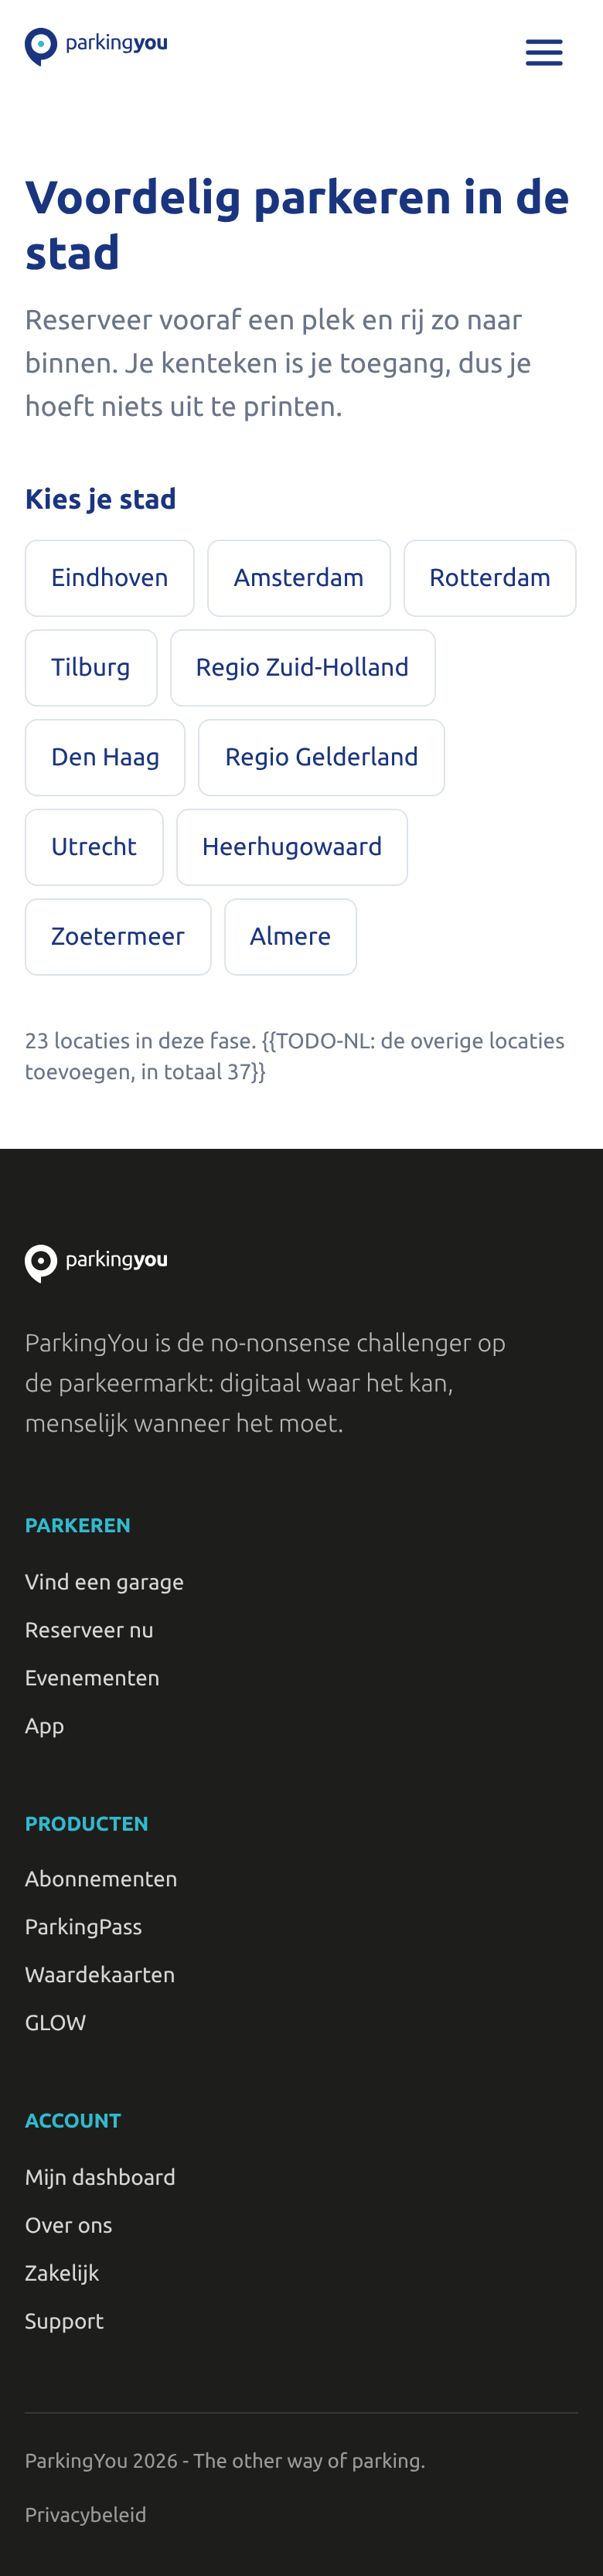 parkingyou
Voordelig parkeren in de
stad
Reserveer vooraf een plek en rij zo naar
binnen. Je kenteken is je toegang, dus je
hoeft niets uit te printen.
Kies je stad
Eindhoven Amsterdam Rotterdam
Tilburg Regio Zuid-Holland
Den Haag Regio Gelderland
Utrecht Heerhugowaard
Zoetermeer Almere
23 locaties in deze fase. {{TODO-NL: de overige locaties
toevoegen, in totaal 37}}
parkingyou
ParkingYou is de no-nonsense challenger op
de parkeermarkt: digitaal waar het kan,
menselijk wanneer het moet.
PARKEREN
Vind een garage
Reserveer nu
Evenementen
App
PRODUCTEN
Abonnementen
ParkingPass
Waardekaarten
GLOW
ACCOUNT
Mijn dashboard
Over ons
Zakelijk
Support
ParkingYou 2026 - The other way of parking.
Privacybeleid